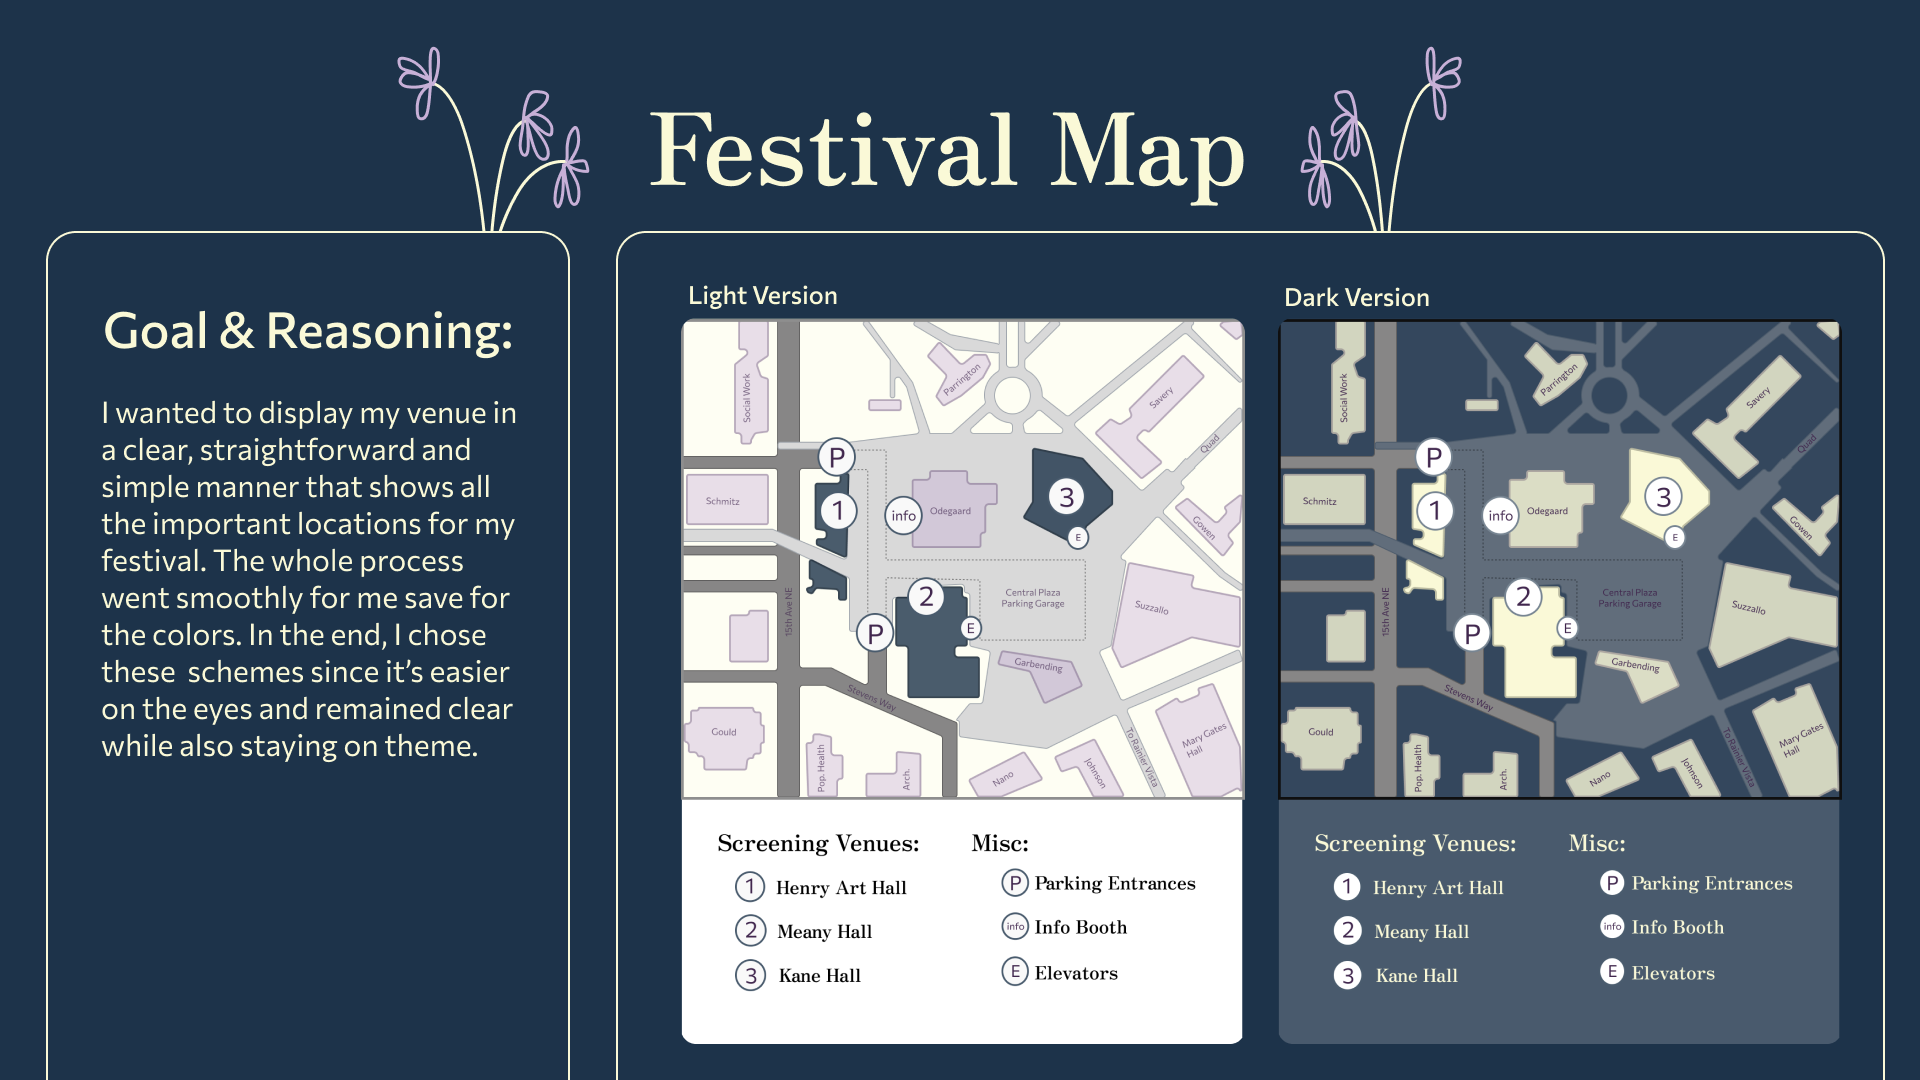 Festival Map
Goal & Reasoning:
I wanted to display my venue in
a clear, straightforward and
simple manner that shows all
the important locations for my
festival. The whole process
went smoothly for me save for
the colors. In the end, I chose
these  schemes since it's easier
on the eyes and remained clear
while also staying on theme.
Light Version
Social Work
Parrington
Savery
Quad
P
Schmitz
1
info
Odegaard
3
E
Gowen
15th Ave NE
2
Central Plaza
Parking Garage
Suzzallo
P
E
Garbending
Stevens Way
Gould
Pop. Health
Arch.
Nano
Johnson
To Rainier Vista
Mary Gates
Hall
Screening Venues:
1 Henry Art Hall
2 Meany Hall
3 Kane Hall
Misc:
P Parking Entrances
info Info Booth
E Elevators
Dark Version
Social Work
Parrington
Savery
Quad
P
Schmitz
1
info
Odegaard
3
E
Gowen
15th Ave NE
2
Central Plaza
Parking Garage
Suzzallo
P
E
Garbending
Stevens Way
Gould
Pop. Health
Arch.
Nano
Johnson
To Rainier Vista
Mary Gates
Hall
Screening Venues:
1 Henry Art Hall
2 Meany Hall
3 Kane Hall
Misc:
P Parking Entrances
info Info Booth
E Elevators